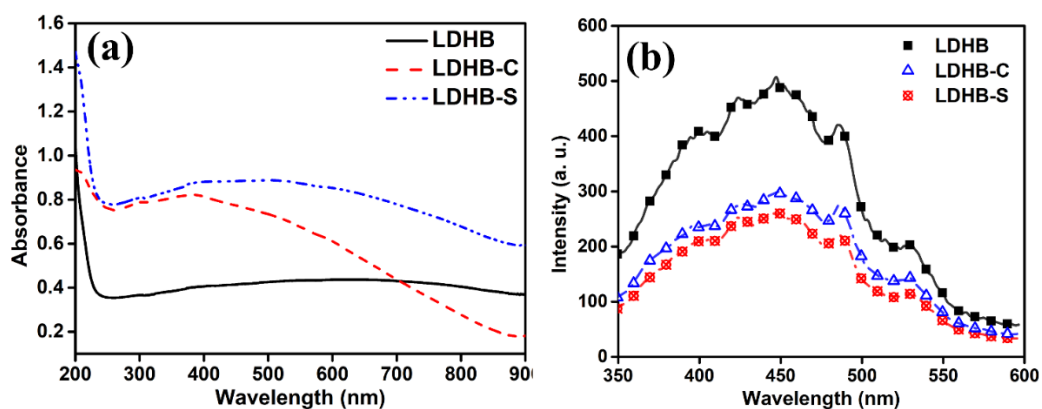 (a)
LDHB
LDHB-C
LDHB-S
Absorbance
1.6
1.4
1.2
1.0
0.8
0.6
0.4
0.2
200 300 400 500 600 700 800 900
Wavelength (nm)
(b)
LDHB
LDHB-C
LDHB-S
Intensity (a. u.)
600
500
400
300
200
100
0
350 400 450 500 550 600
Wavelength (nm)